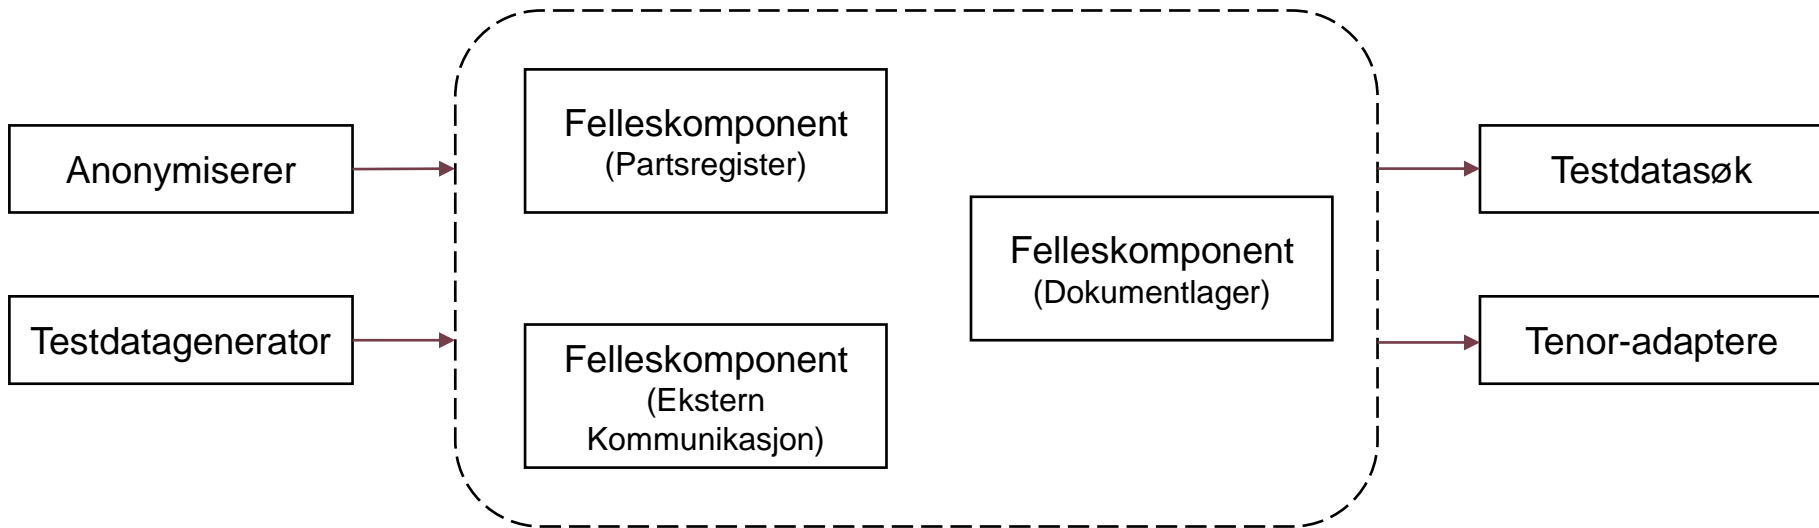 Anonymiserer
Testdatagenerator
Felleskomponent
(Partsregister)
Felleskomponent
(Ekstern
Kommunikasjon)
Felleskomponent
(Dokumentlager)
Testdatasøk
Tenor-adaptere